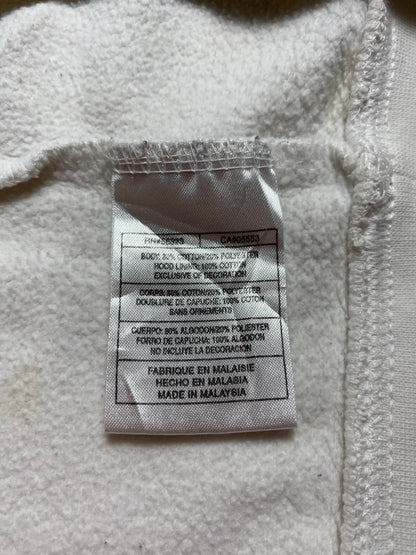 RN#56323 CA#05553
BODY: 80% COTTON/20% POLYESTER
HOOD LINING: 100% COTTON
EXCLUSIVE OF DECORATION
CORPS: 80% COTON/20% POLYESTER
DOUBLURE DE CAPUCHE: 100% COTON
SANS ORNEMENTS
CUERPO: 80% ALGODON/20% POLIESTER
FORRO DE CAPUCHA: 100% ALGODON
NO INCLUYE LA DECORACION
FABRIQUE EN MALAISIE
HECHO EN MALASIA
MADE IN MALAYSIA